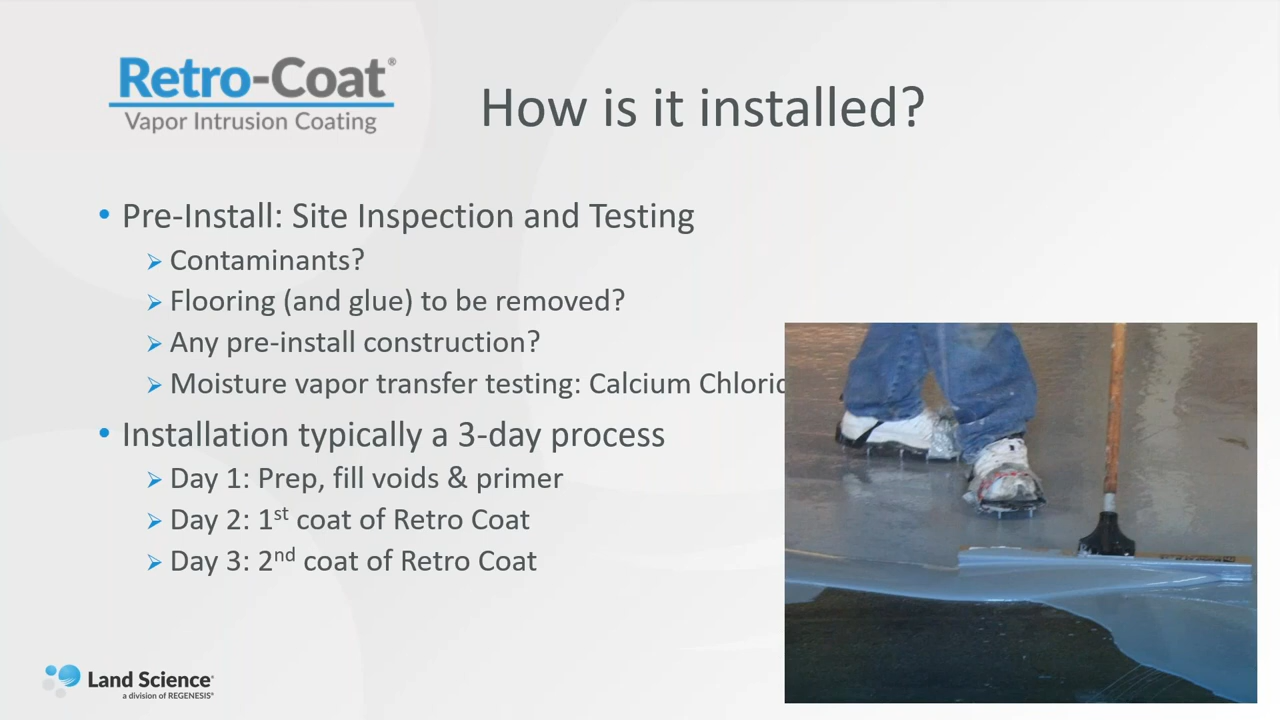 Retro-Coat®
Vapor Intrusion Coating
How is it installed?
• Pre-Install: Site Inspection and Testing
➢ Contaminants?
➢ Flooring (and glue) to be removed?
➢ Any pre-install construction?
➢ Moisture vapor transfer testing: Calcium Chlorid
• Installation typically a 3-day process
➢ Day 1: Prep, fill voids & primer
➢ Day 2: 1st coat of Retro Coat
➢ Day 3: 2nd coat of Retro Coat
Land Science®
a division of REGENESIS®